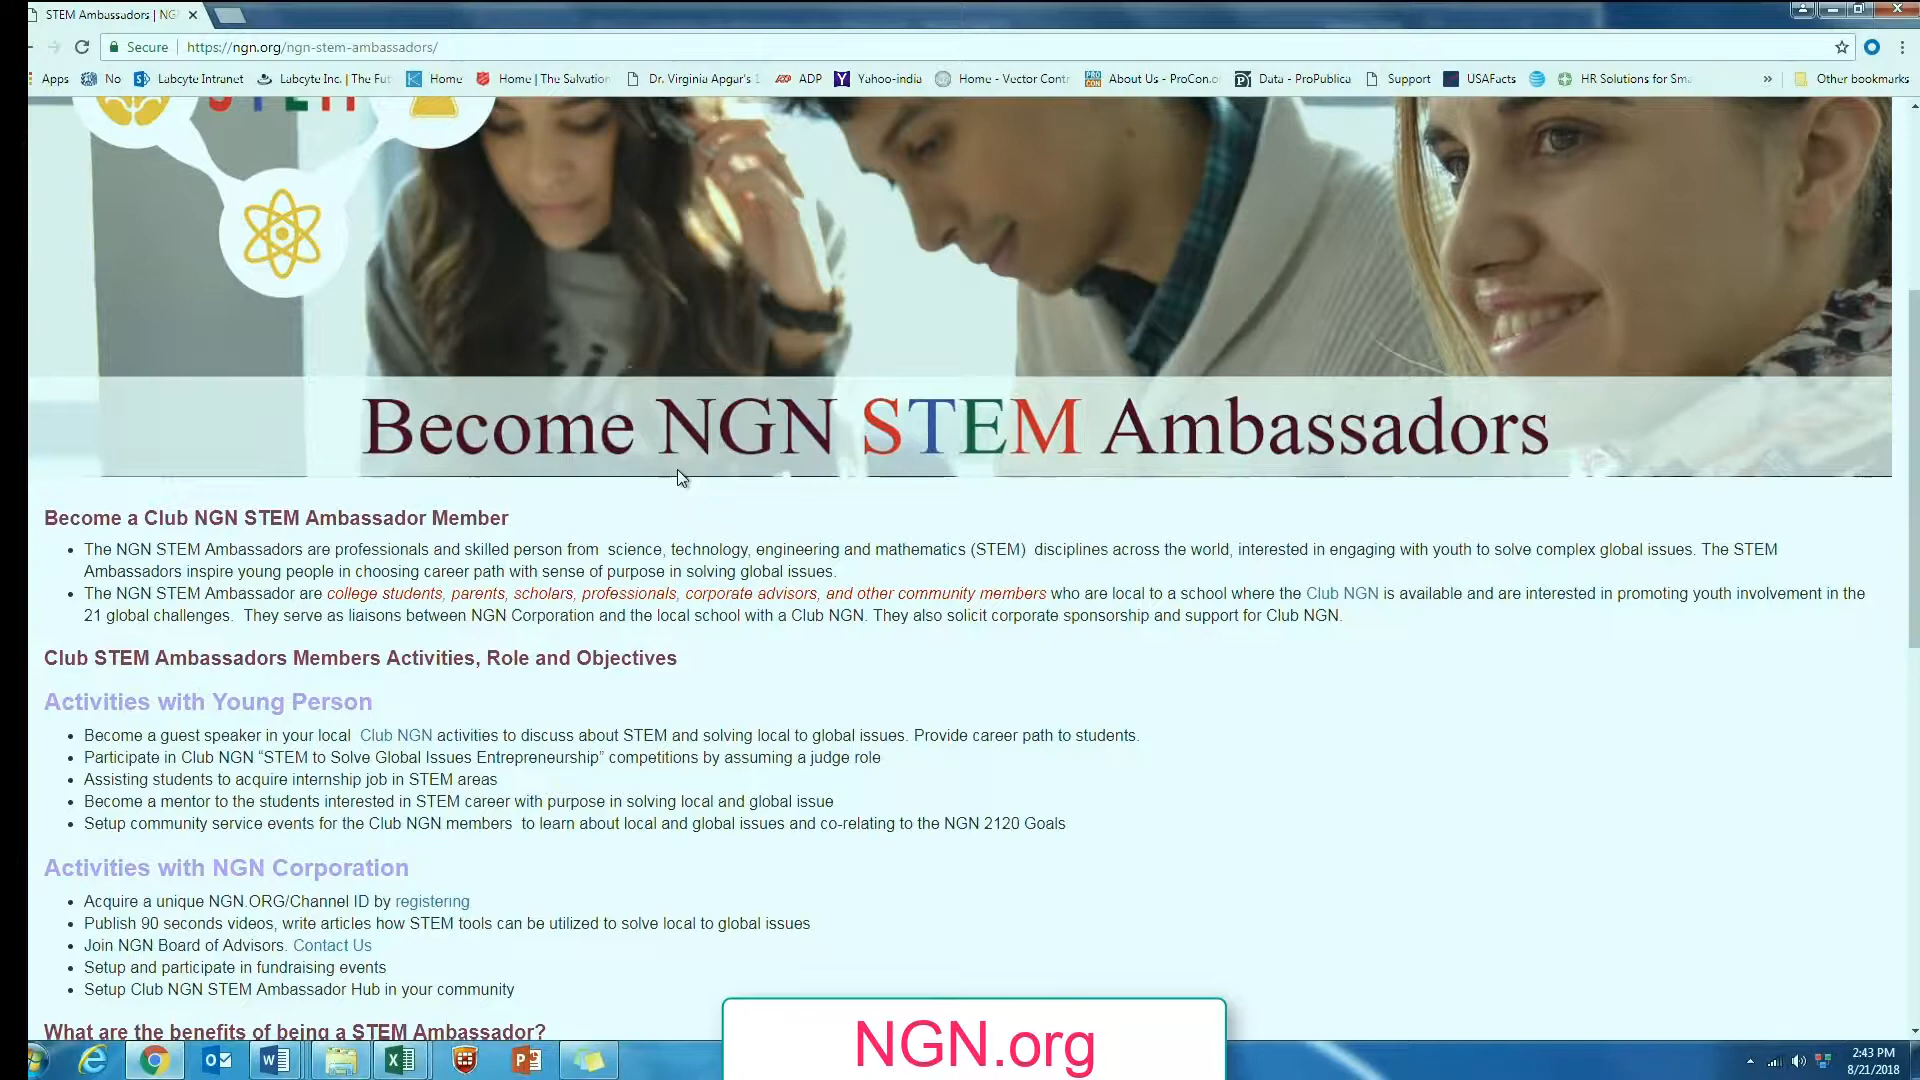 STEM Ambassadors | NG
Secure https://ngn.org/ngn-stem-ambassadors/
Apps No Labcyte Intranet Labcyte Inc. | The Fut Home Home | The Salvation Dr. Virginia Apgar's ADP Yahoo-india Home - Vector Contr About Us - ProCon.o Data - ProPublica Support USAFacts HR Solutions for Sma » Other bookmarks
STEM
Become NGN STEM Ambassadors
Become a Club NGN STEM Ambassador Member
• The NGN STEM Ambassadors are professionals and skilled person from science, technology, engineering and mathematics (STEM) disciplines across the world, interested in engaging with youth to solve complex global issues. The STEM
Ambassadors inspire young people in choosing career path with sense of purpose in solving global issues.
• The NGN STEM Ambassador are college students, parents, scholars, professionals, corporate advisors, and other community members who are local to a school where the Club NGN is available and are interested in promoting youth involvement in the
21 global challenges. They serve as liaisons between NGN Corporation and the local school with a Club NGN. They also solicit corporate sponsorship and support for Club NGN.
Club STEM Ambassadors Members Activities, Role and Objectives
Activities with Young Person
• Become a guest speaker in your local Club NGN activities to discuss about STEM and solving local to global issues. Provide career path to students.
• Participate in Club NGN “STEM to Solve Global Issues Entrepreneurship” competitions by assuming a judge role
• Assisting students to acquire internship job in STEM areas
• Become a mentor to the students interested in STEM career with purpose in solving local and global issue
• Setup community service events for the Club NGN members to learn about local and global issues and co-relating to the NGN 2120 Goals
Activities with NGN Corporation
• Acquire a unique NGN.ORG/Channel ID by registering
• Publish 90 seconds videos, write articles how STEM tools can be utilized to solve local to global issues
• Join NGN Board of Advisors. Contact Us
• Setup and participate in fundraising events
• Setup Club NGN STEM Ambassador Hub in your community
What are the benefits of being a STEM Ambassador?
NGN.org
2:43 PM
8/21/2018